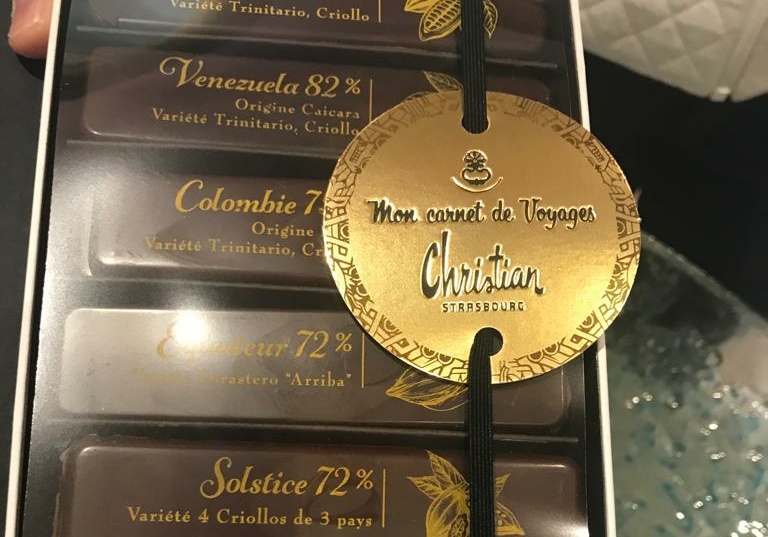 Variété Trinitario, Criollo
Venezuela 82%
Origine Caicara
Variété Trinitario, Criollo
Colombie
Origine
Variété Trinitario,
Mon carnet de Voyages
Christian
STRASBOURG
72%
"Arriba"
Solstice 72%
Variété 4 Criollos de 3 pays